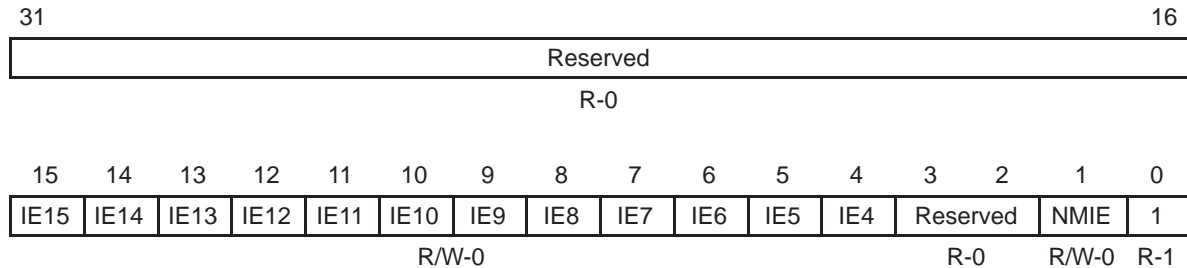 31 16
Reserved
R-0
15 14 13 12 11 10 9 8 7 6 5 4 3 2 1 0
IE15 IE14 IE13 IE12 IE11 IE10 IE9 IE8 IE7 IE6 IE5 IE4 Reserved NMIE 1
R/W-0 R-0 R/W-0 R-1